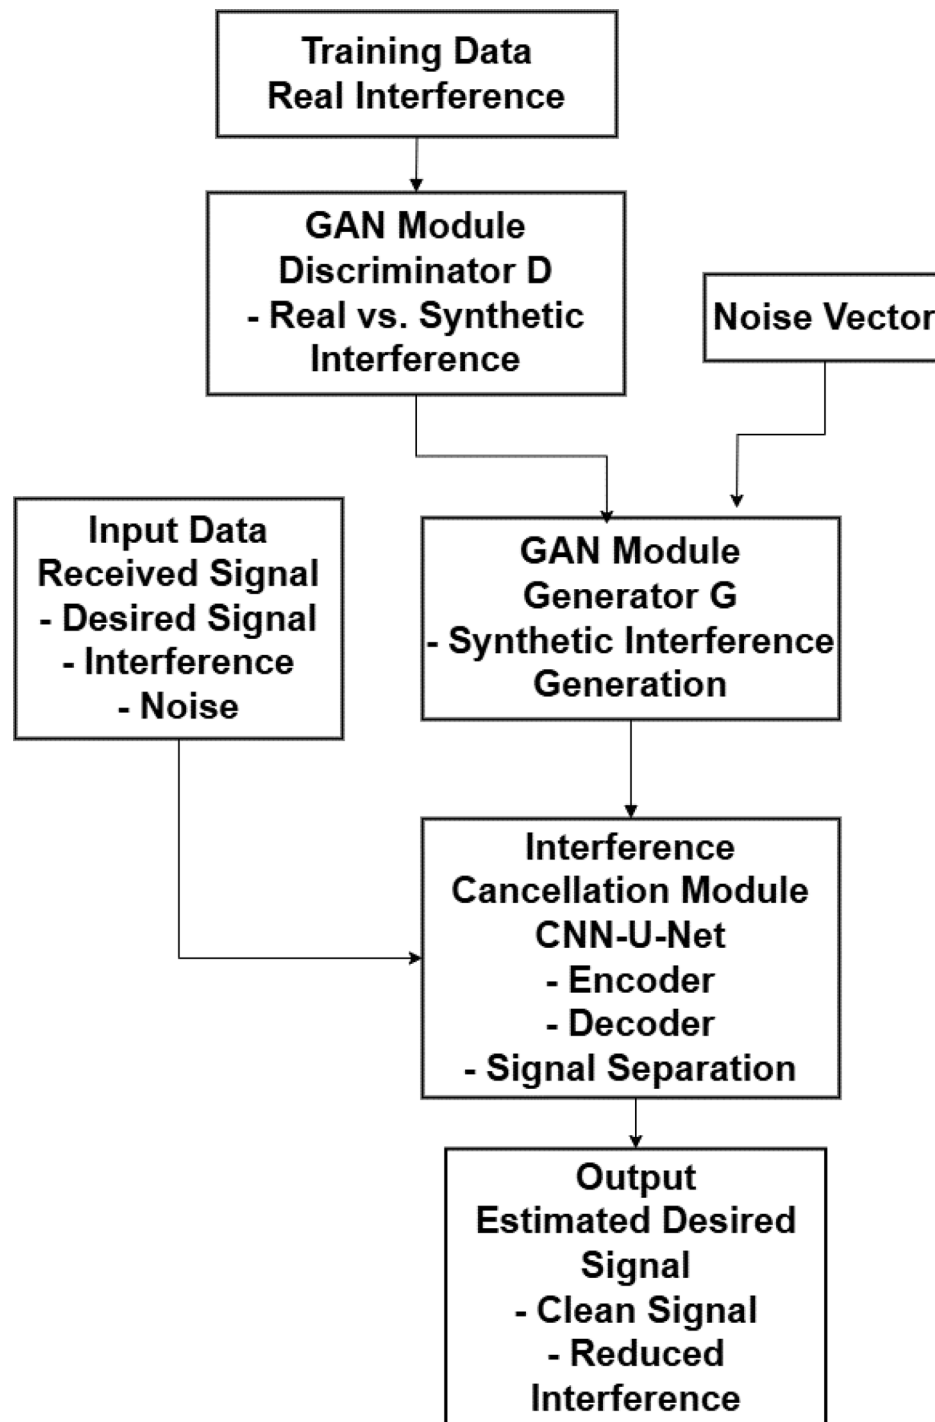 Training Data
Real Interference
GAN Module
Discriminator D
- Real vs. Synthetic
Interference
Noise Vector
Input Data
Received Signal
- Desired Signal
- Interference
- Noise
GAN Module
Generator G
- Synthetic Interference
Generation
Interference
Cancellation Module
CNN-U-Net
- Encoder
- Decoder
- Signal Separation
Output
Estimated Desired
Signal
- Clean Signal
- Reduced
Interference